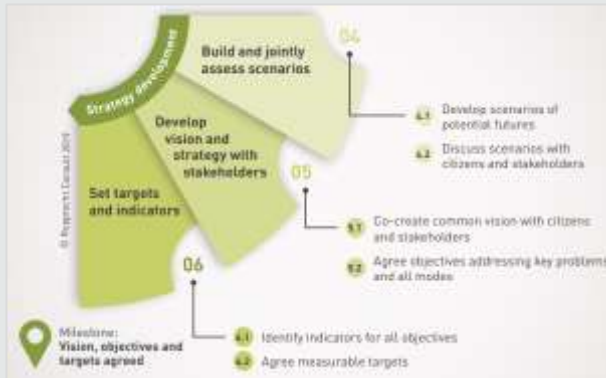 Strategy development
04
Build and jointly
assess scenarios
4.1 Develop scenarios of
potential futures
4.2 Discuss scenarios with
citizens and stakeholders
05
Develop
vision and
strategy with
stakeholders
5.1 Co-create common vision with citizens
and stakeholders
5.2 Agree objectives addressing key problems
and all modes
06
Set targets
and indicators
6.1 Identify indicators for all objectives
6.2 Agree measurable targets
Milestone:
Vision, objectives and
targets agreed
© Rupprecht Consult 2019